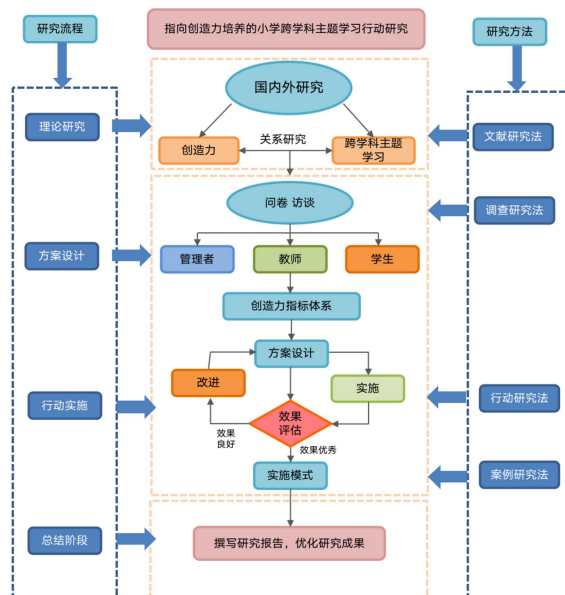 研究流程
指向创造力培养的小学跨学科主题学习行动研究
研究方法
国内外研究
理论研究
文献研究法
创造力
关系研究
跨学科主题
学习
问卷 访谈
调查研究法
方案设计
管理者
教师
学生
创造力指标体系
方案设计
改进
实施
行动实施
行动研究法
效果
评估
效果
良好
效果优秀
实施模式
案例研究法
总结阶段
撰写研究报告，优化研究成果